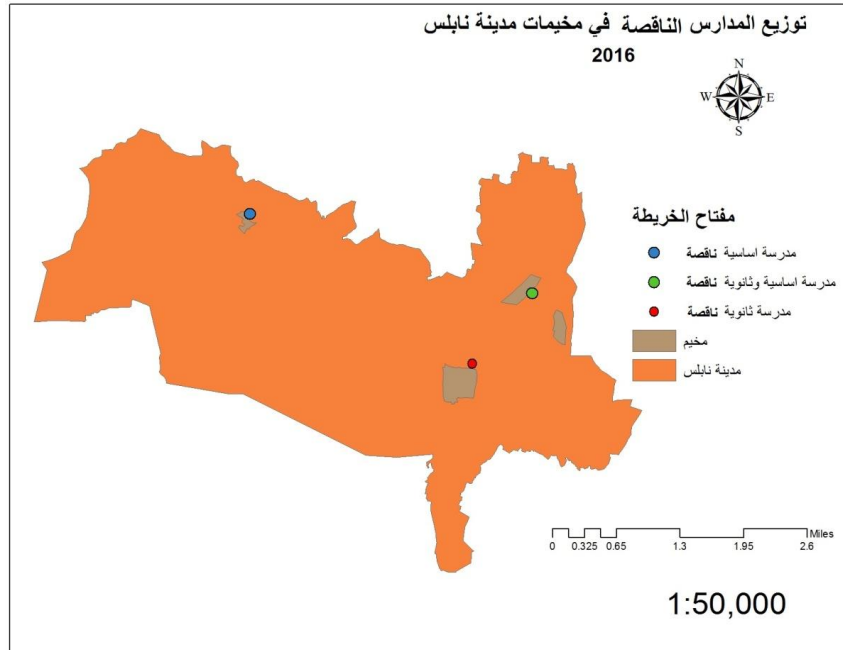 توزيع المدارس الناقصة في مخيمات مدينة نابلس
2016
N
W E
S
مفتاح الخريطة
مدرسة اساسية ناقصة
مدرسة اساسية وثانوية ناقصة
مدرسة ثانوية ناقصة
مخيم
مدينة نابلس
Miles
0 0.325 0.65 1.3 1.95 2.6
1:50,000